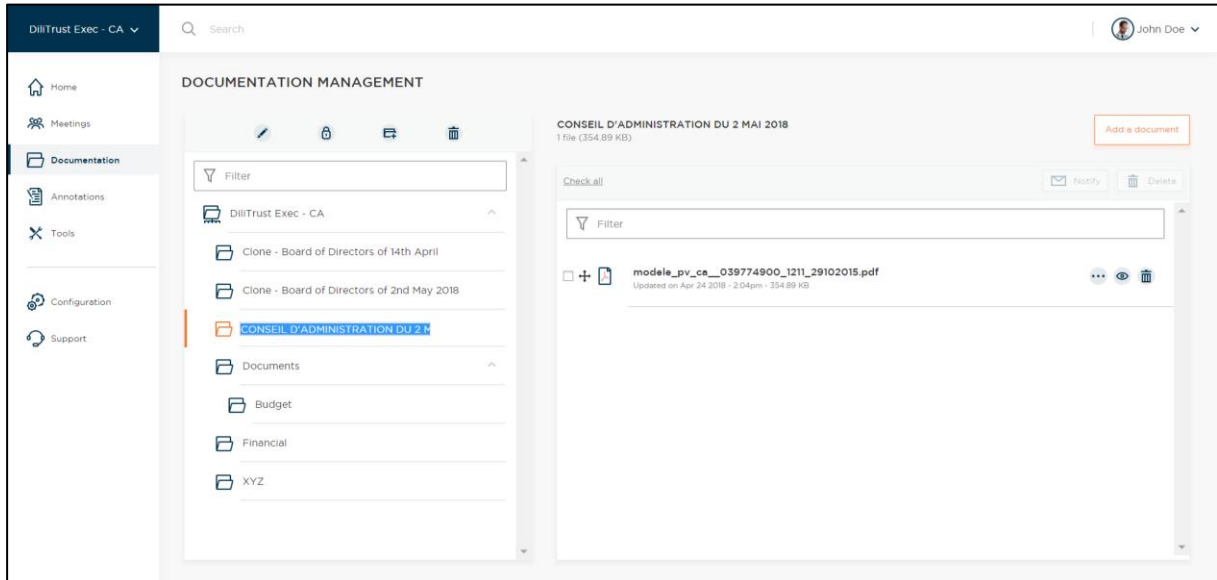 DiliTrust Exec - CA
Search
John Doe
Home
Meetings
Documentation
Annotations
Tools
Configuration
Support
DOCUMENTATION MANAGEMENT
Filter
DiliTrust Exec - CA
Clone - Board of Directors of 14th April
Clone - Board of Directors of 2nd May 2018
CONSEIL D'ADMINISTRATION DU 2 M
Documents
Budget
Financial
XYZ
CONSEIL D'ADMINISTRATION DU 2 MAI 2018
1 file (354.89 KB)
Add a document
Check all
Notify
Delete
Filter
modele_pv_ca__039774900_1211_29102015.pdf
Updated on Apr 24 2018 - 2:04pm - 354.89 KB